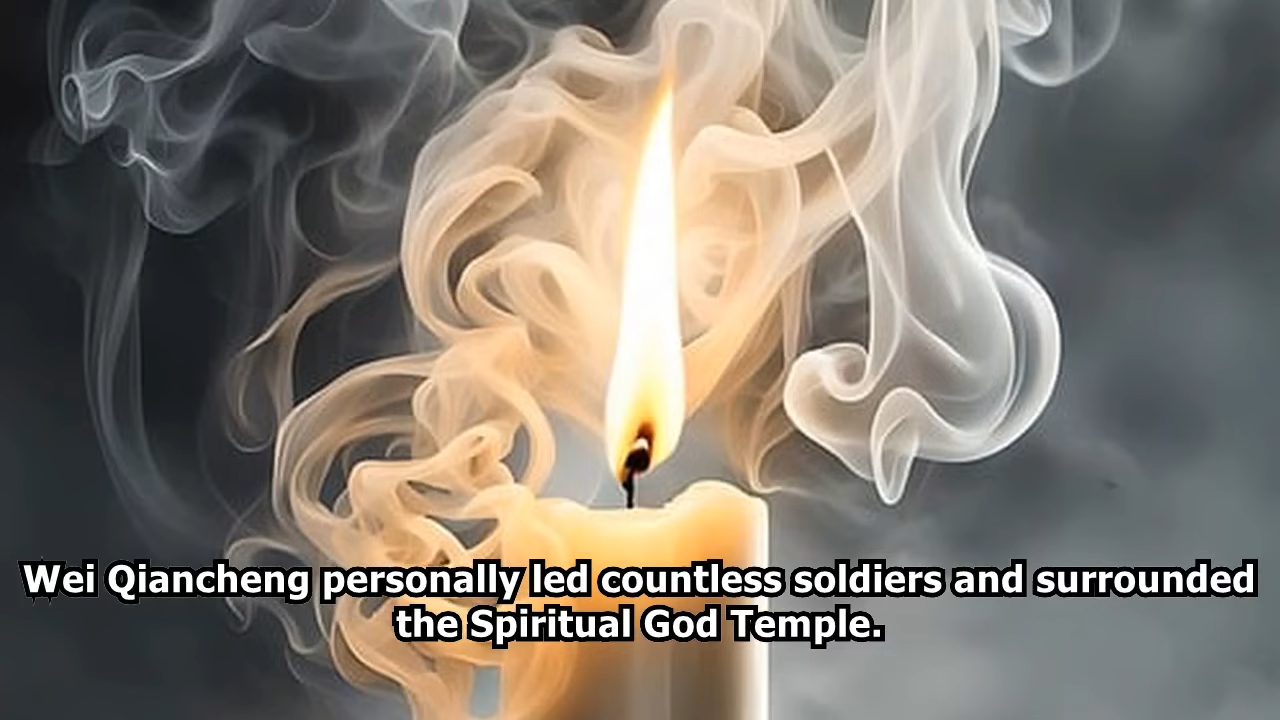 Wei Qiancheng personally led countless soldiers and surrounded
the Spiritual God Temple.